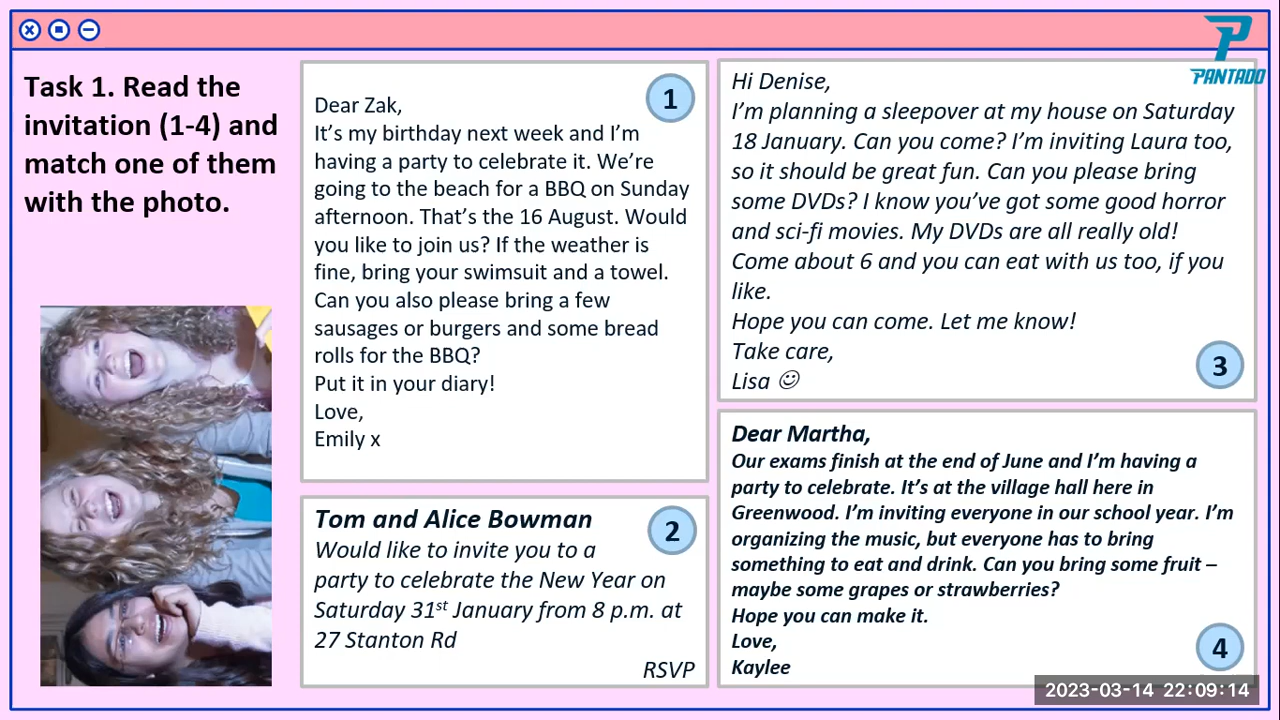 Task 1. Read the
invitation (1-4) and
match one of them
with the photo.
1
Dear Zak,
It's my birthday next week and I'm
having a party to celebrate it. We're
going to the beach for a BBQ on Sunday
afternoon. That's the 16 August. Would
you like to join us? If the weather is
fine, bring your swimsuit and a towel.
Can you also please bring a few
sausages or burgers and some bread
rolls for the BBQ?
Put it in your diary!
Love,
Emily x
Tom and Alice Bowman
2
Would like to invite you to a
party to celebrate the New Year on
Saturday 31st January from 8 p.m. at
27 Stanton Rd
RSVP
PANTADO
Hi Denise,
I'm planning a sleepover at my house on Saturday
18 January. Can you come? I'm inviting Laura too,
so it should be great fun. Can you please bring
some DVDs? I know you've got some good horror
and sci-fi movies. My DVDs are all really old!
Come about 6 and you can eat with us too, if you
like.
Hope you can come. Let me know!
Take care,
Lisa ☺
3
Dear Martha,
Our exams finish at the end of June and I'm having a
party to celebrate. It's at the village hall here in
Greenwood. I'm inviting everyone in our school year. I'm
organizing the music, but everyone has to bring
something to eat and drink. Can you bring some fruit –
maybe some grapes or strawberries?
Hope you can make it.
Love,
Kaylee
4
2023-03-14 22:09:14